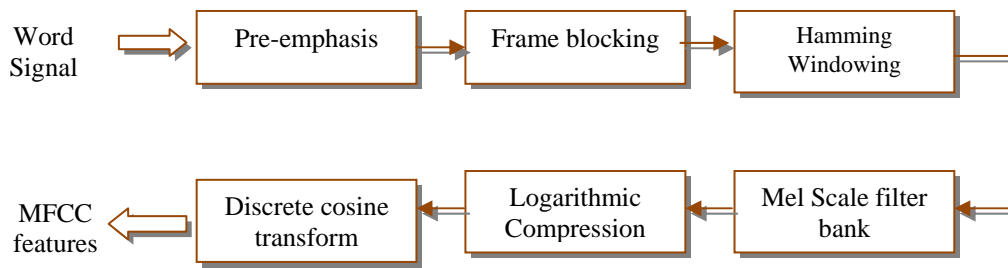 Word
Signal
Pre-emphasis
Frame blocking
Hamming
Windowing
MFCC
features
Discrete cosine
transform
Logarithmic
Compression
Mel Scale filter
bank